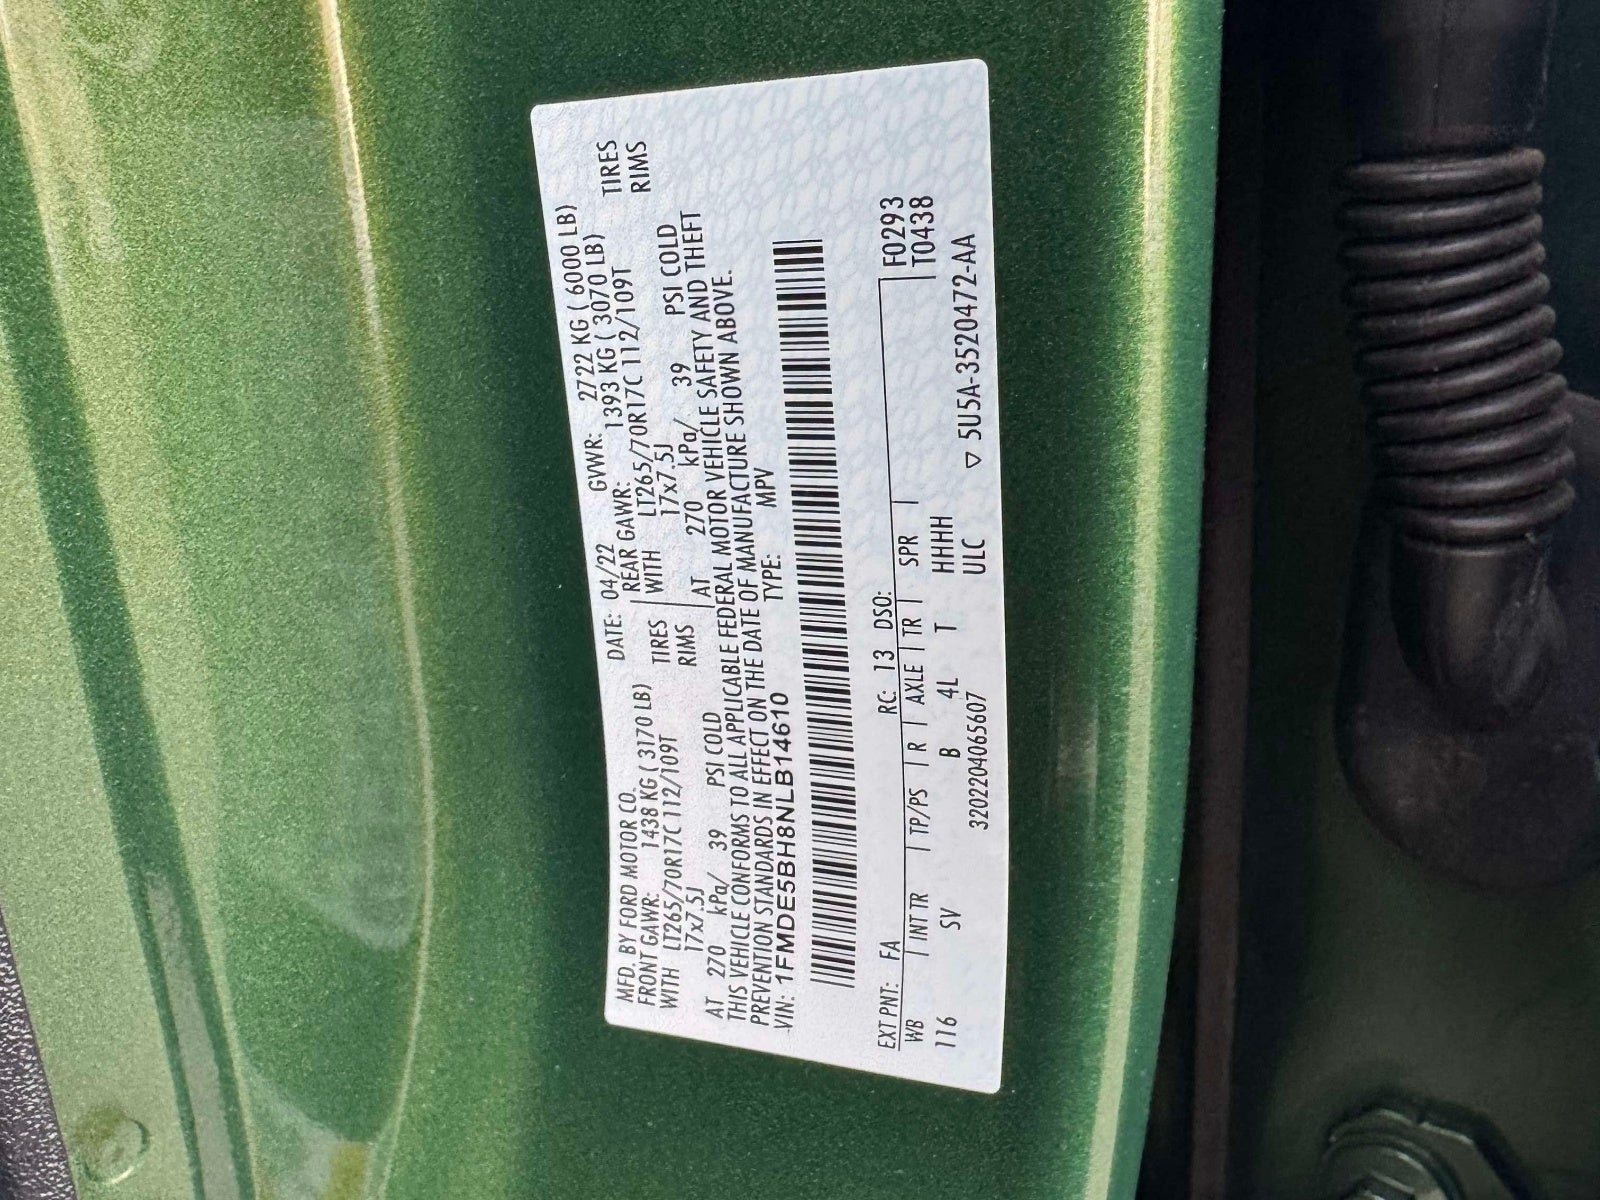 MFD. BY FORD MOTOR CO. DATE: 04/22 GVWR: 2722 KG ( 6000 LB)
FRONT GAWR: 1438 KG ( 3170 LB) REAR GAWR: 1393 KG ( 3070 LB)
WITH LT265/70R17C 112/109T TIRES WITH LT265/70R17C 112/109T TIRES
17x7.5J RIMS 17x7.5J RIMS
AT 270 kPa/ 39 PSI COLD AT 270 kPa/ 39 PSI COLD
THIS VEHICLE CONFORMS TO ALL APPLICABLE FEDERAL MOTOR VEHICLE SAFETY AND THEFT
PREVENTION STANDARDS IN EFFECT ON THE DATE OF MANUFACTURE SHOWN ABOVE.
VIN: 1FMDE5BH8NLB14610 TYPE: MPV
EXT PNT: FA RC: 13 DSO: F0293
WB INT TR TP/PS R AXLE TR SPR T0438
116 SV B 4L T HHHH
3202204065607 ULC ▽ 5U5A-3520472-AA